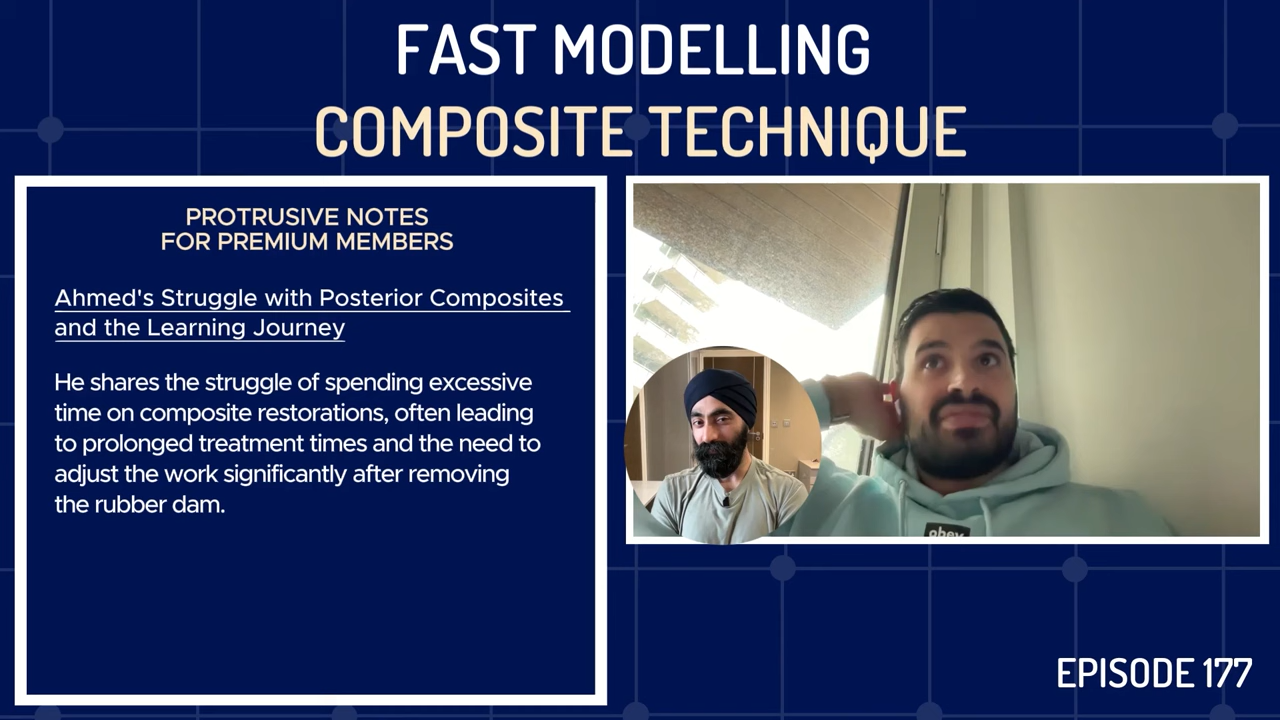 FAST MODELLING
COMPOSITE TECHNIQUE
PROTRUSIVE NOTES
FOR PREMIUM MEMBERS
Ahmed's Struggle with Posterior Composites
and the Learning Journey
He shares the struggle of spending excessive
time on composite restorations, often leading
to prolonged treatment times and the need to
adjust the work significantly after removing
the rubber dam.
obey
EPISODE 177